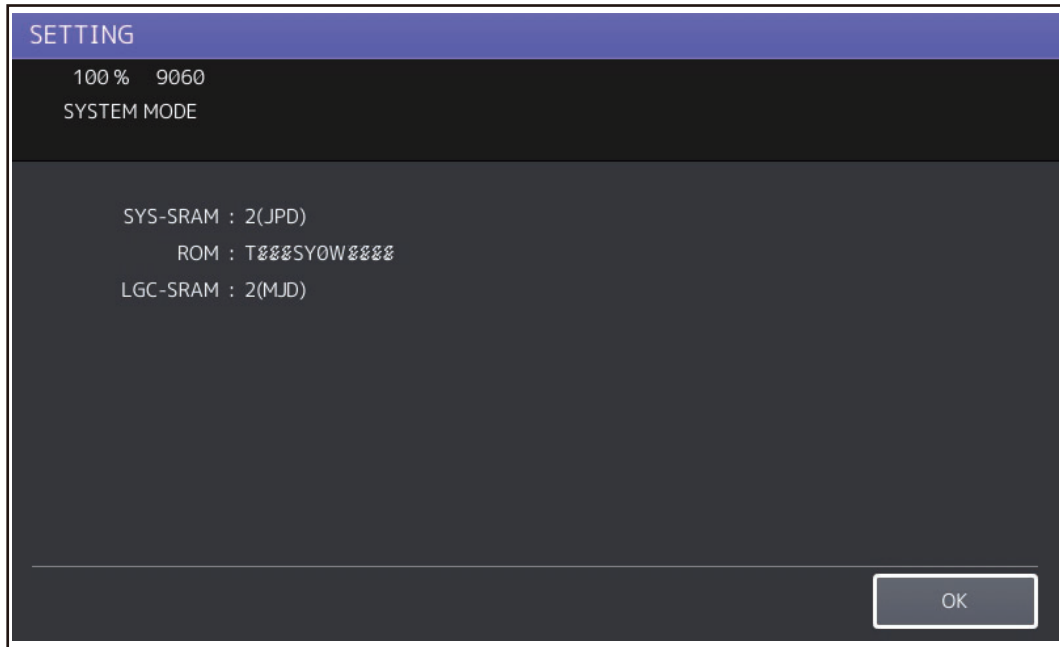 SETTING
100 % 9060
SYSTEM MODE
SYS-SRAM : 2(JPD)
ROM :
LGC-SRAM : 2(MJD)
OK